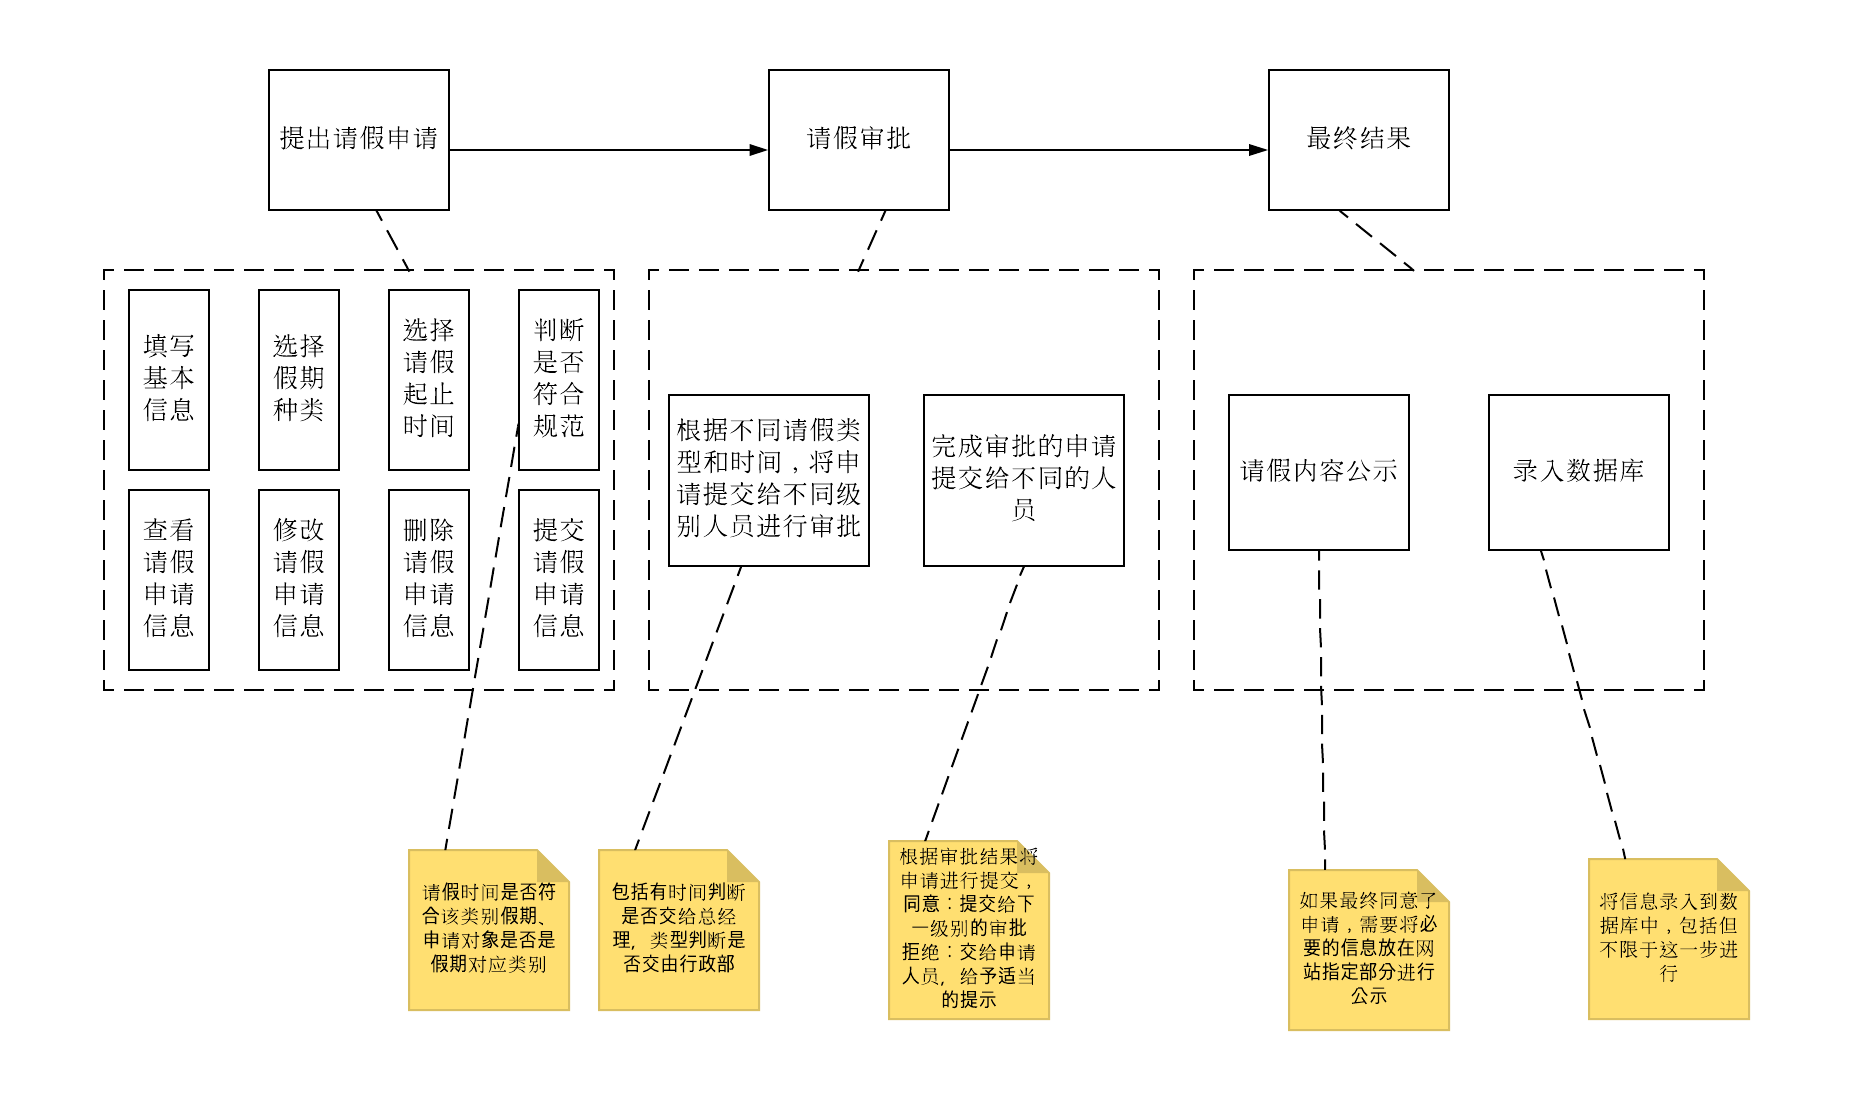 提出请假申请
请假审批
最终结果
填写
基本
信息
选择
假期
种类
选择
请假
起止
时间
判断
是否
符合
规范
查看
请假
申请
信息
修改
请假
申请
信息
删除
请假
申请
信息
提交
请假
申请
信息
根据不同请假类
型和时间，将申
请提交给不同级
别人员进行审批
完成审批的申请
提交给不同的人
员
请假内容公示
录入数据库
请假时间是否符
合该类别假期、
申请对象是否是
假期对应类别
包括有时间判断
是否交给总经
理，类型判断是
否交由行政部
根据审批结果将
申请进行提交，
同意：提交给下
一级别的审批
拒绝：交给申请
人员，给予适当
的提示
如果最终同意了
申请，需要将必
要的信息放在网
站指定部分进行
公示
将信息录入到数
据库中，包括但
不限于这一步进
行